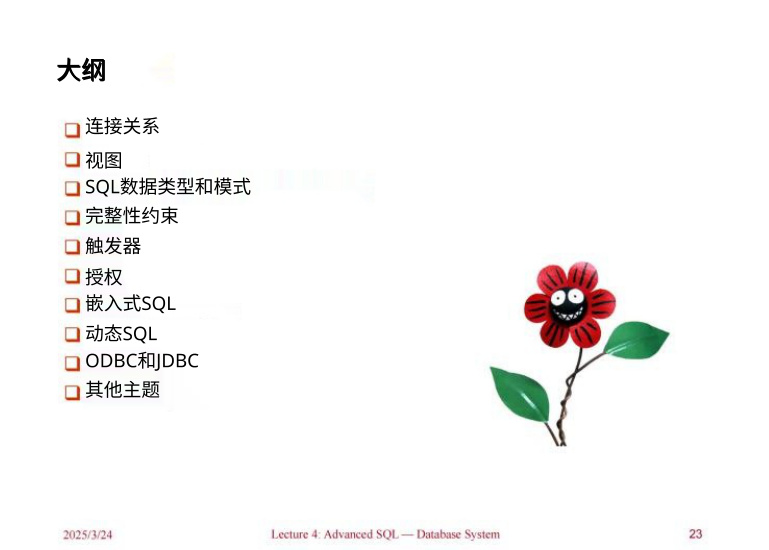 大纲
连接关系
视图
SQL数据类型和模式
完整性约束
触发器
授权
嵌入式SQL
动态SQL
ODBC和JDBC
其他主题
2025/3/24
Lecture 4: Advanced SQL — Database System
23